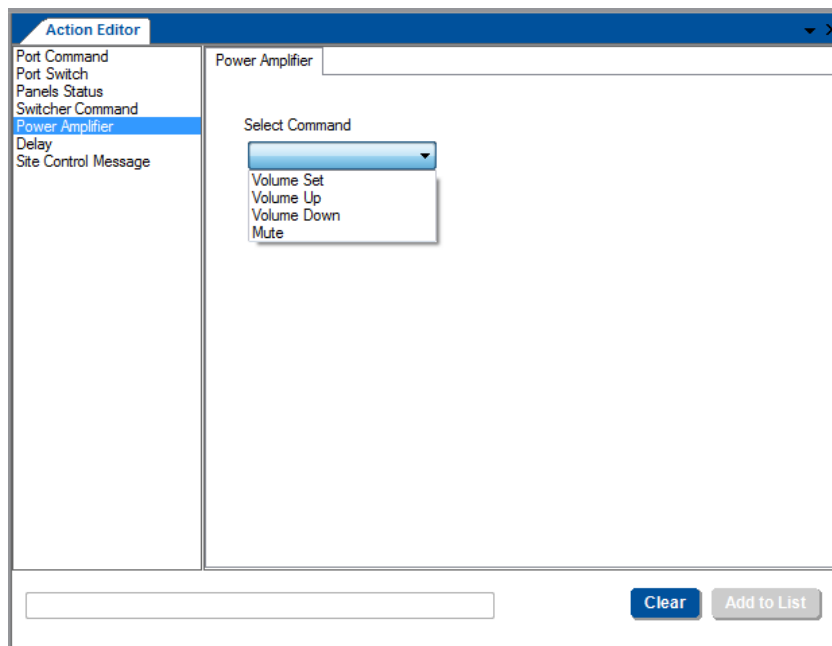 Action Editor
Port Command
Port Switch
Panels Status
Switcher Command
Power Amplifier
Delay
Site Control Message
Power Amplifier
Select Command
Volume Set
Volume Up
Volume Down
Mute
Clear
Add to List